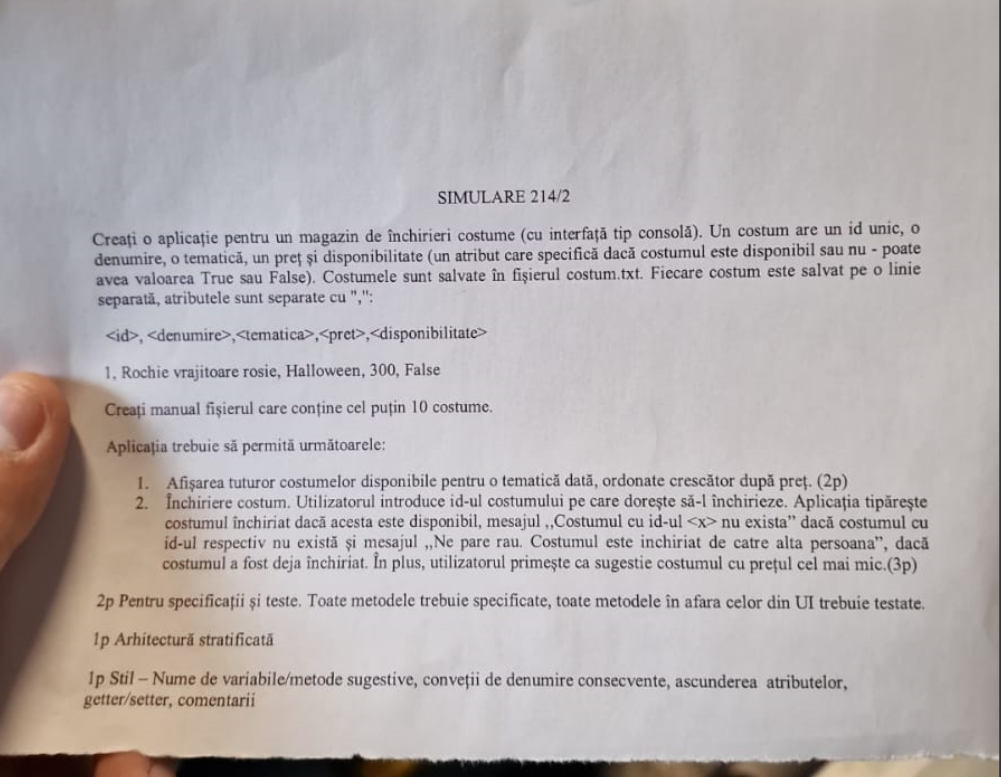 SIMULARE 214/2
Creați o aplicație pentru un magazin de închirieri costume (cu interfață tip consolă). Un costum are un id unic, o
denumire, o tematică, un preț și disponibilitate (un atribut care specifică dacă costumul este disponibil sau nu - poate
avea valoarea True sau False). Costumele sunt salvate în fișierul costum.txt. Fiecare costum este salvat pe o linie
separată, atributele sunt separate cu ",":
<id>, <denumire>,<tematica>,<pret>,<disponibilitate>
1, Rochie vrajitoare rosie, Halloween, 300, False
Creați manual fișierul care conține cel puțin 10 costume.
Aplicația trebuie să permită următoarele:
1. Afișarea tuturor costumelor disponibile pentru o tematică dată, ordonate crescător după preț. (2p)
2. Închiriere costum. Utilizatorul introduce id-ul costumului pe care dorește să-l închirieze. Aplicația tipărește
costumul închiriat dacă acesta este disponibil, mesajul ,,Costumul cu id-ul <x> nu exista” dacă costumul cu
id-ul respectiv nu există și mesajul ,,Ne pare rau. Costumul este inchiriat de catre alta persoana”, dacă
costumul a fost deja închiriat. În plus, utilizatorul primește ca sugestie costumul cu prețul cel mai mic.(3p)
2p Pentru specificații și teste. Toate metodele trebuie specificate, toate metodele în afara celor din UI trebuie testate.
1p Arhitectură stratificată
1p Stil – Nume de variabile/metode sugestive, conveții de denumire consecvente, ascunderea atributelor,
getter/setter, comentarii